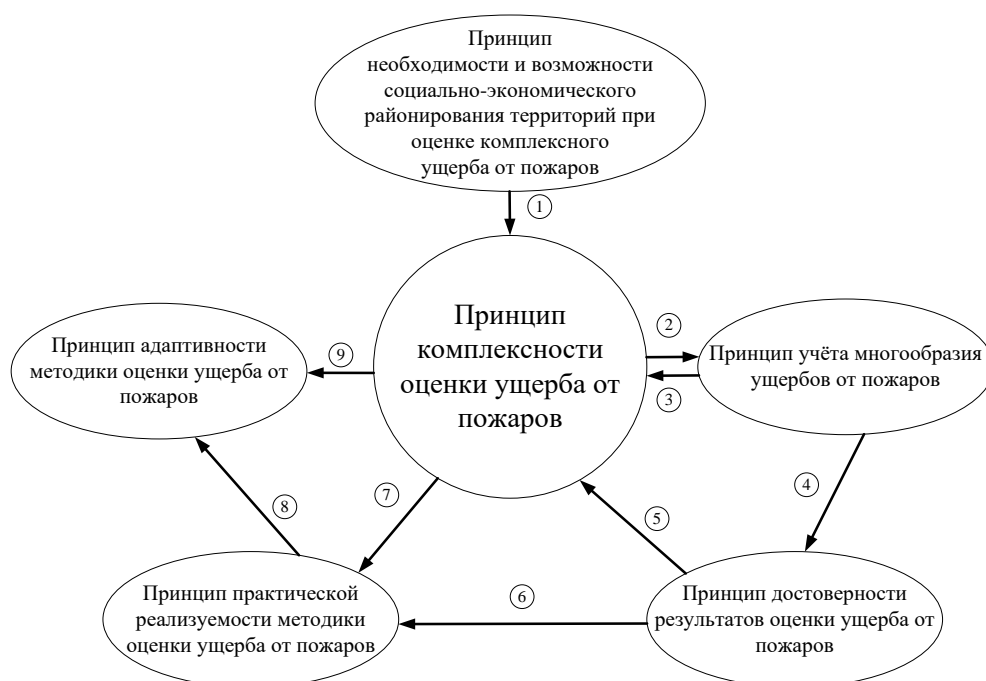 Принцип
необходимости и возможности
социально-экономического
районирования территорий при
оценке комплексного
ущерба от пожаров
1
Принцип
комплексности
оценки ущерба от
пожаров
2
3
Принцип учёта многообразия
ущербов от пожаров
9
Принцип адаптивности
методики оценки ущерба от
пожаров
4
5
7
8
6
Принцип практической
реализуемости методики
оценки ущерба от пожаров
Принцип достоверности
результатов оценки ущерба от
пожаров